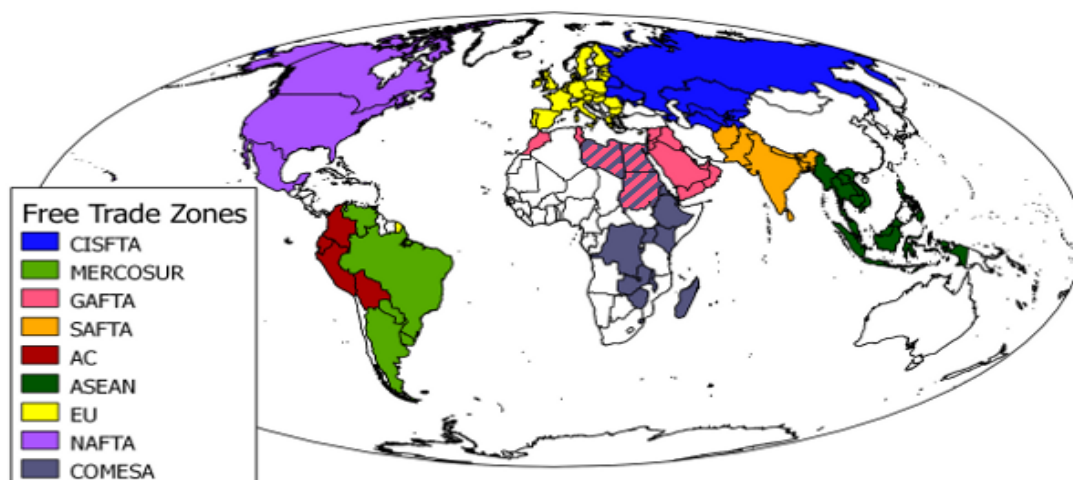 Free Trade Zones
CISFTA
MERCOSUR
GAFTA
SAFTA
AC
ASEAN
EU
NAFTA
COMESA